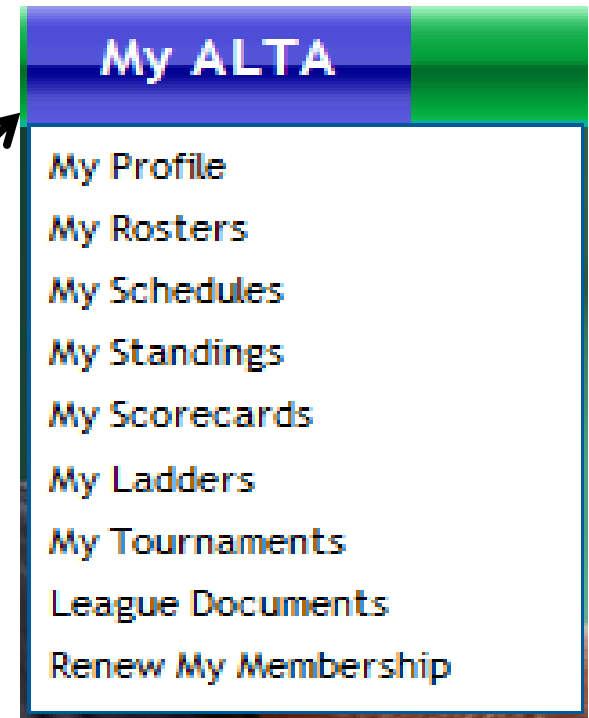 My ALTA
My Profile
My Rosters
My Schedules
My Standings
My Scorecards
My Ladders
My Tournaments
League Documents
Renew My Membership